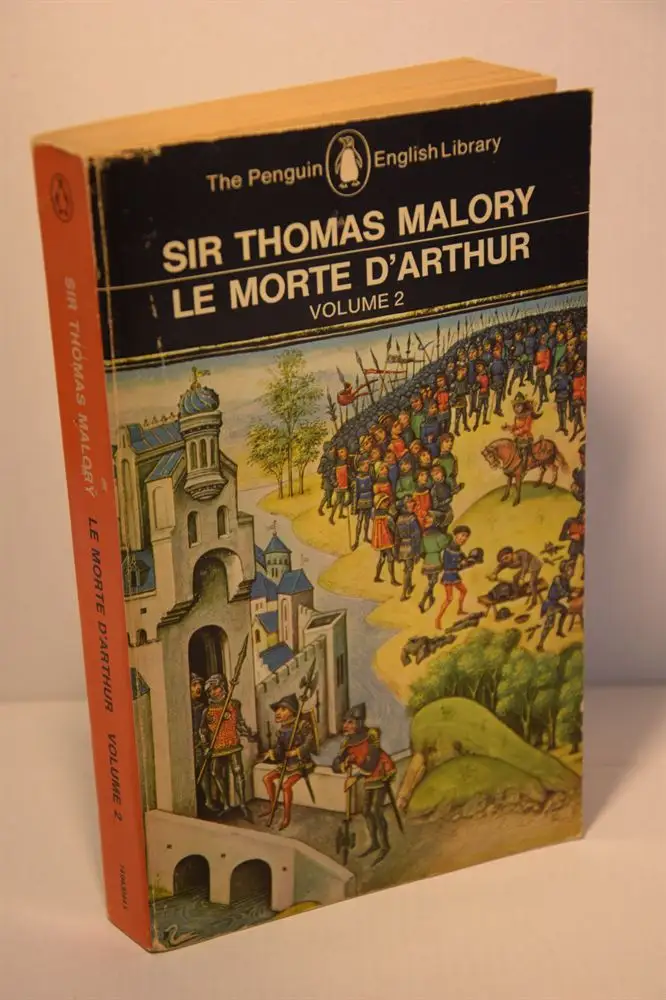 The Penguin English Library
SIR THOMAS MALORY
LE MORTE D'ARTHUR
VOLUME 2
SIR THOMAS MALORY LE MORTE D'ARTHUR VOLUME 2